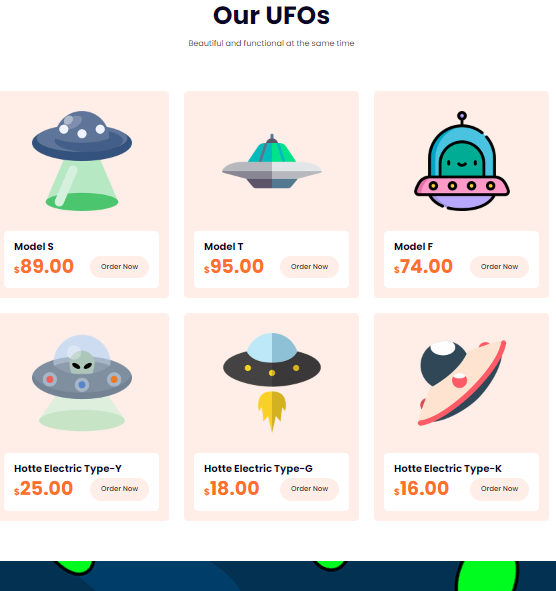 Our UFOs
Beautiful and functional at the same time
Model S
$89.00 Order Now
Model T
$95.00 Order Now
Model F
$74.00 Order Now
Hotte Electric Type-Y
$25.00 Order Now
Hotte Electric Type-G
$18.00 Order Now
Hotte Electric Type-K
$16.00 Order Now